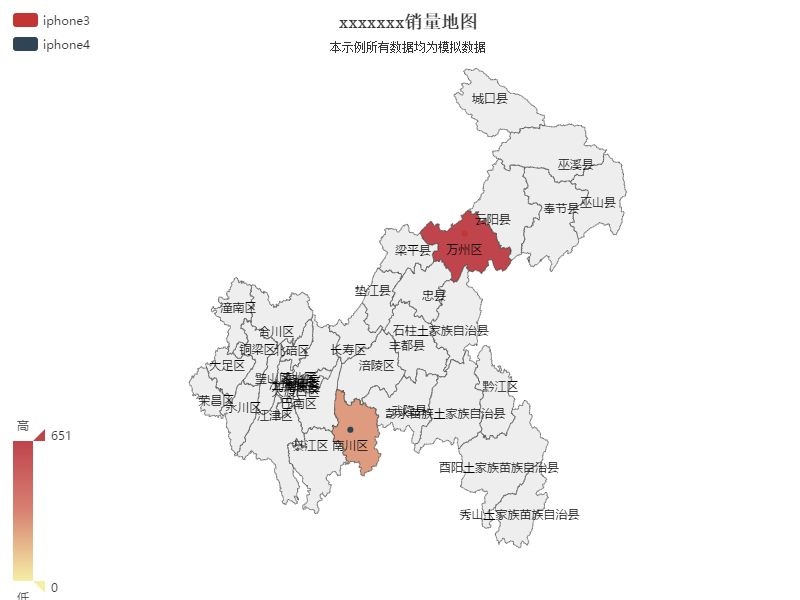 iphone3
iphone4
xxxxxxx销量地图
本示例所有数据均为模拟数据
城口县
巫溪县
巫山县
奉节县
云阳县
万州区
梁平县
忠县
垫江县
石柱土家族自治县
丰都县
长寿区
涪陵区
潼南区
合川区
铜梁区
北碚区
大足区
璧山区
荣昌区
永川区
江津区
巴南区
大渡口区
綦江区
南川区
武隆县
彭水苗族土家族自治县
黔江区
酉阳土家族苗族自治县
秀山土家族苗族自治县
高
651
0
低